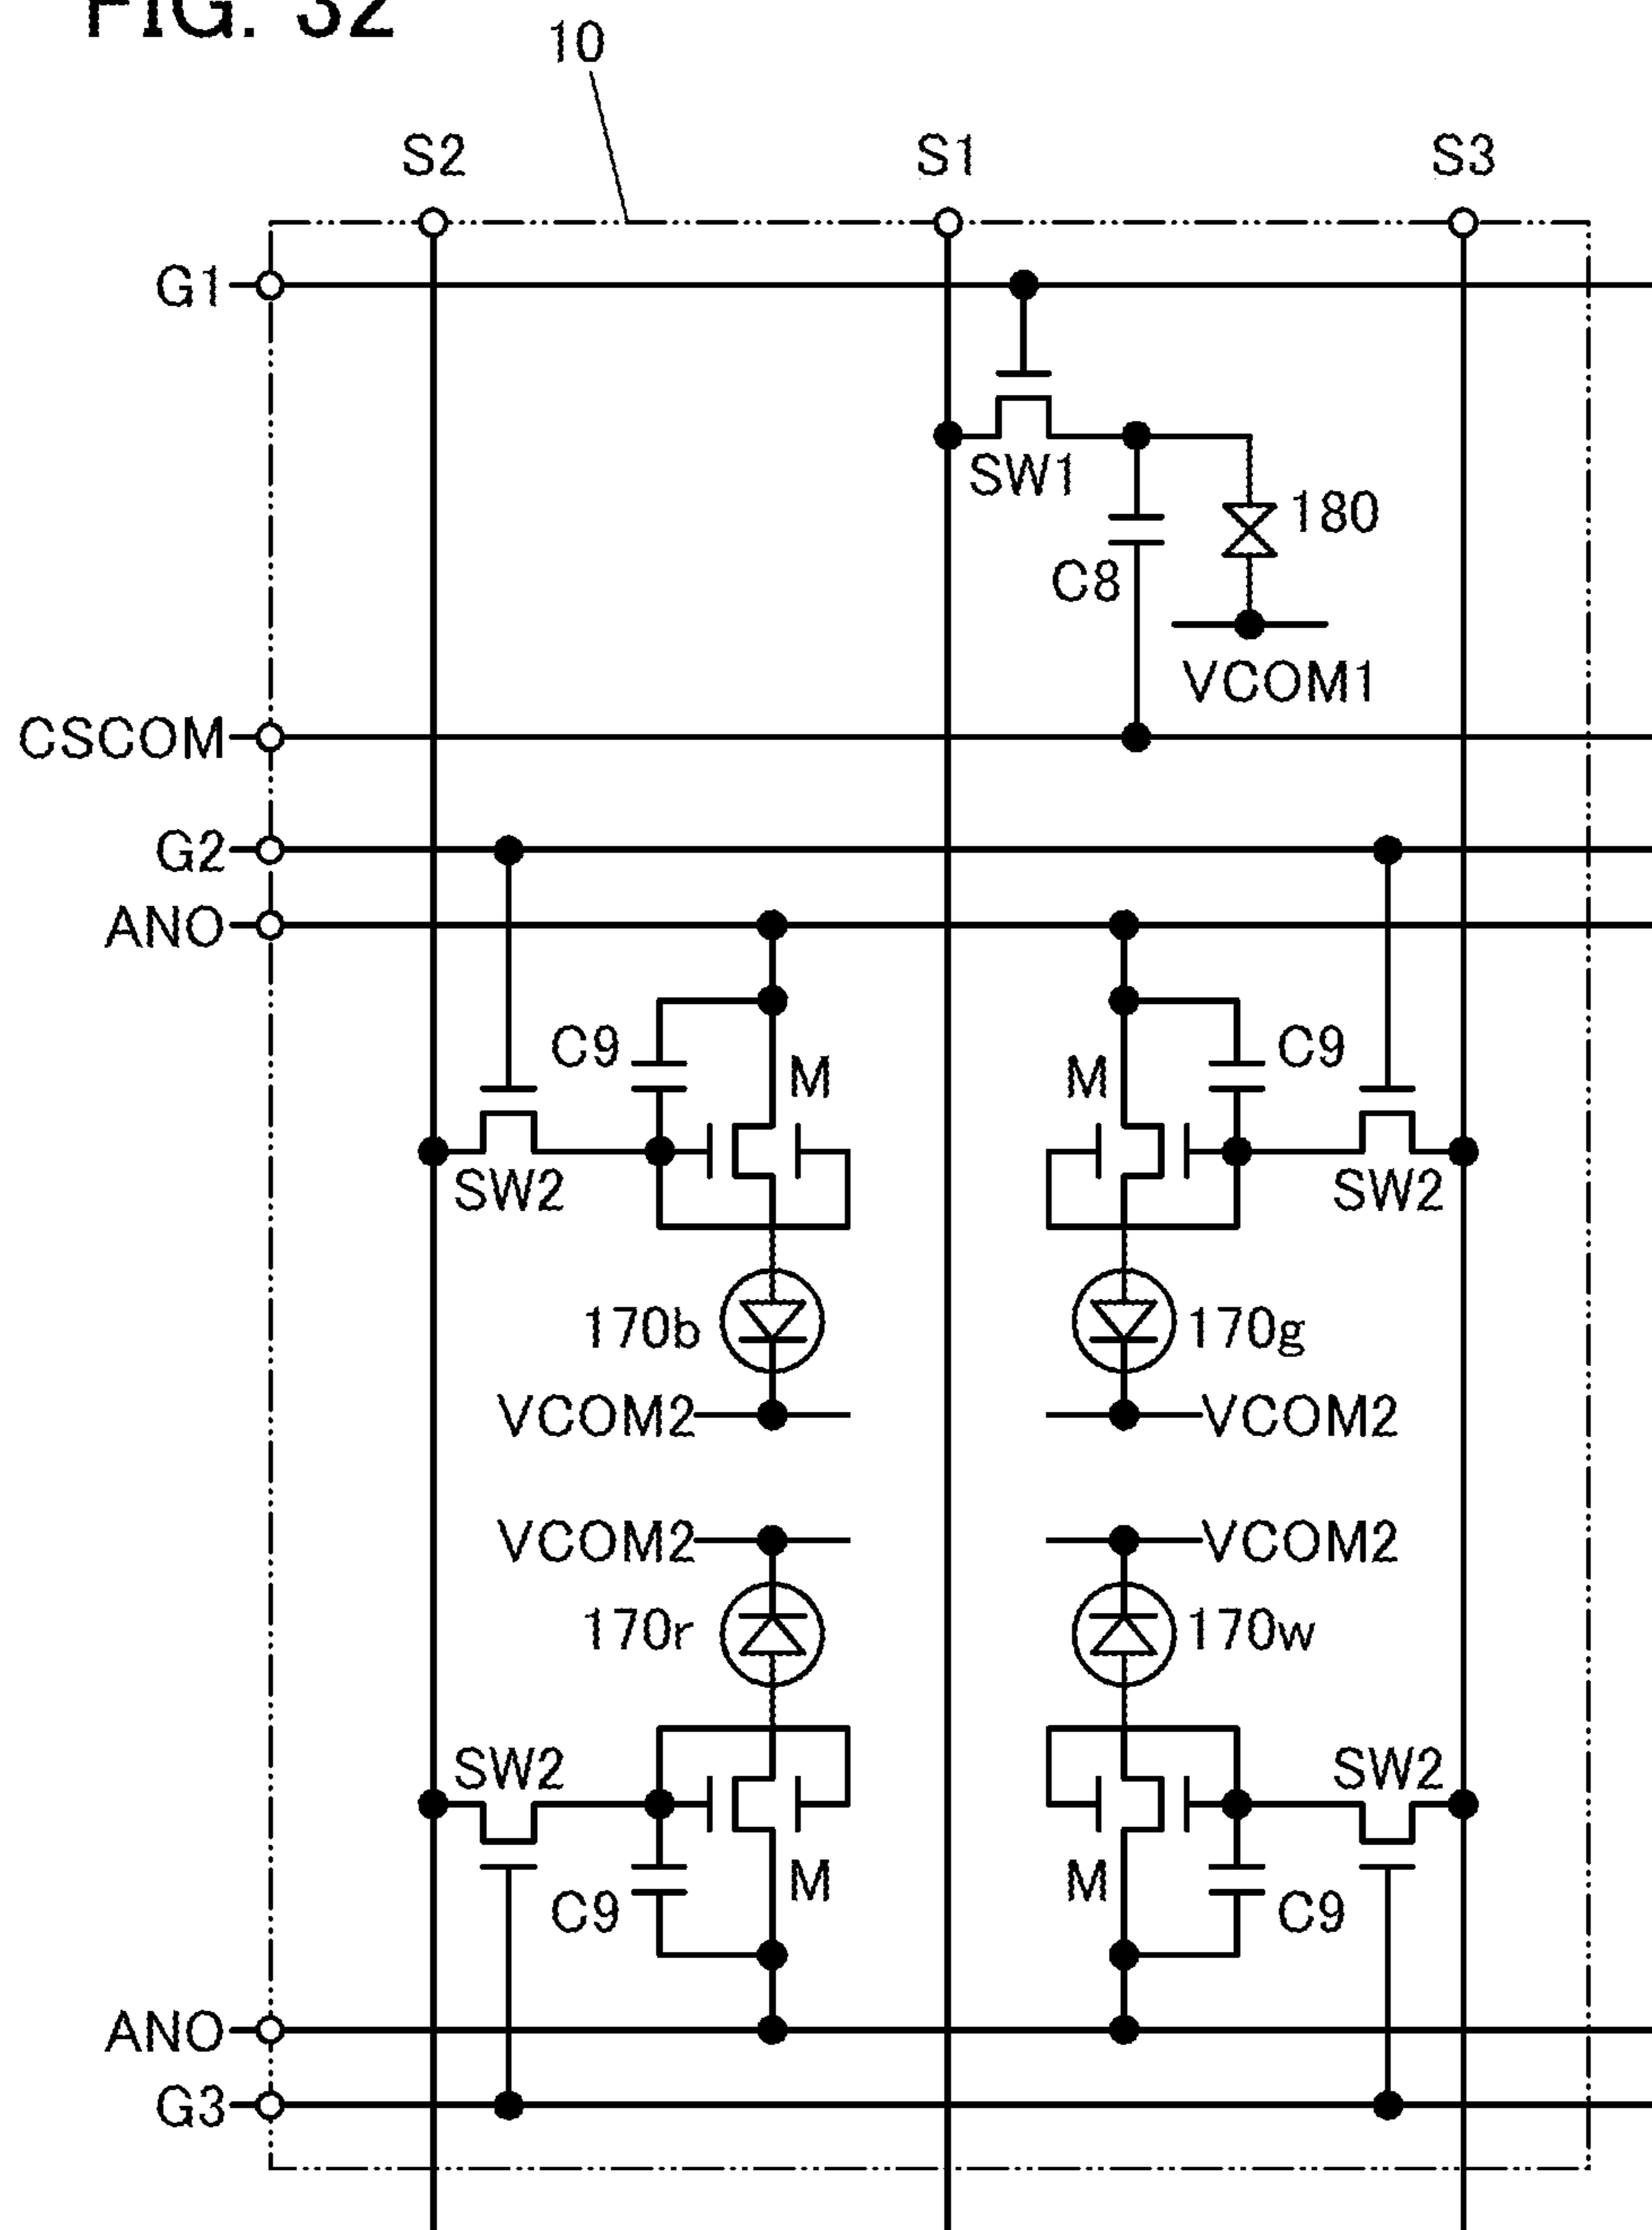 FIG. 32
10
S2
S1
S3
G1
SW1
180
C8
VCOM1
CSCOM
G2
ANO
C9
M
M
C9
SW2
SW2
170b
170g
VCOM2
VCOM2
VCOM2
VCOM2
170r
170w
SW2
SW2
C9
M
M
C9
ANO
G3